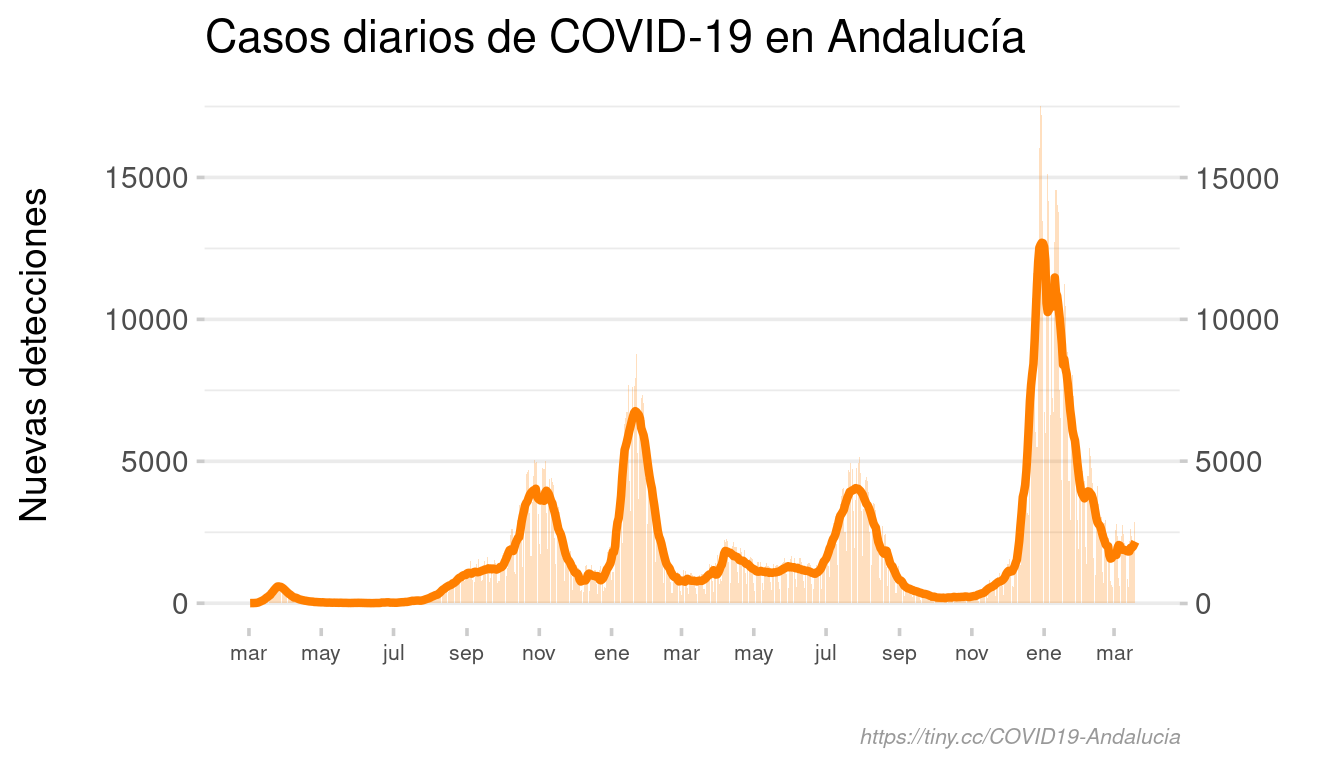 Casos diarios de COVID-19 en Andalucía
Nuevas detecciones
15000 15000
10000 10000
5000 5000
0 0
mar may jul sep nov ene mar may jul sep nov ene mar
https://tiny.cc/COVID19-Andalucia